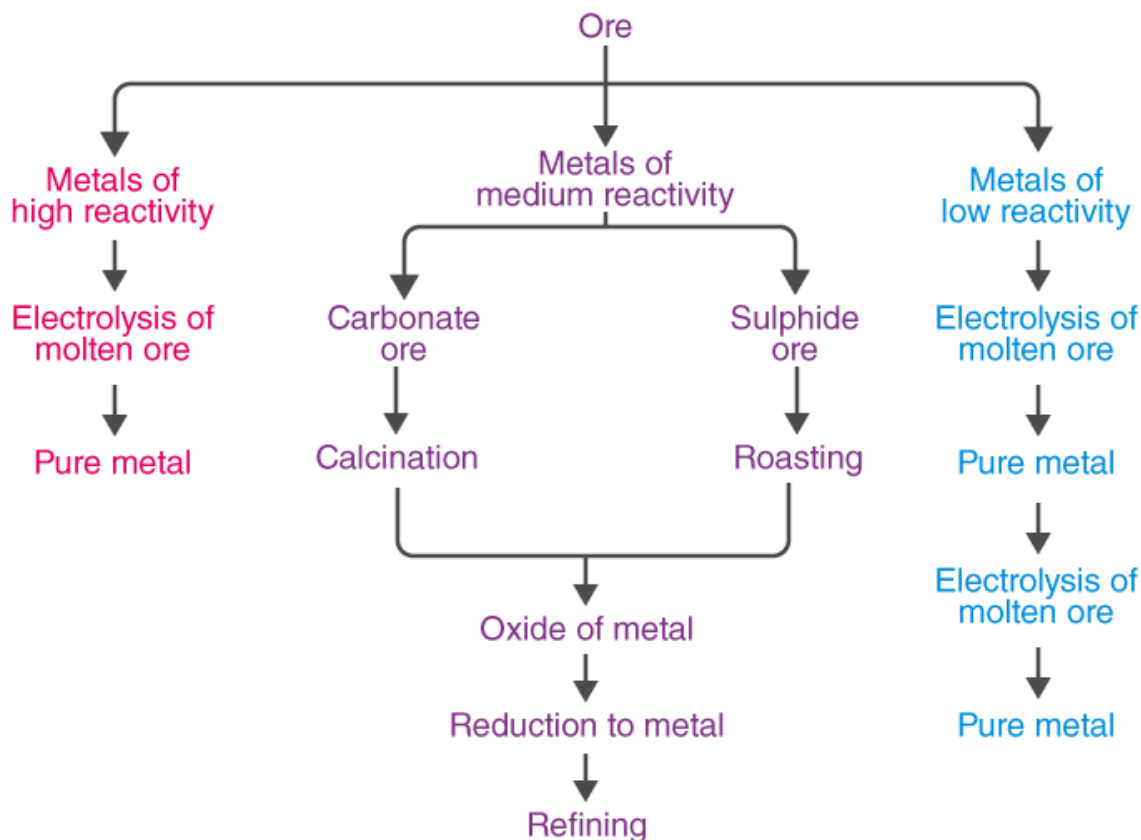 Ore
Metals of
high reactivity
Metals of
medium reactivity
Metals of
low reactivity
Electrolysis of
molten ore
Carbonate
ore
Sulphide
ore
Electrolysis of
molten ore
Pure metal
Calcination
Roasting
Pure metal
Electrolysis of
molten ore
Oxide of metal
Reduction to metal
Pure metal
Refining